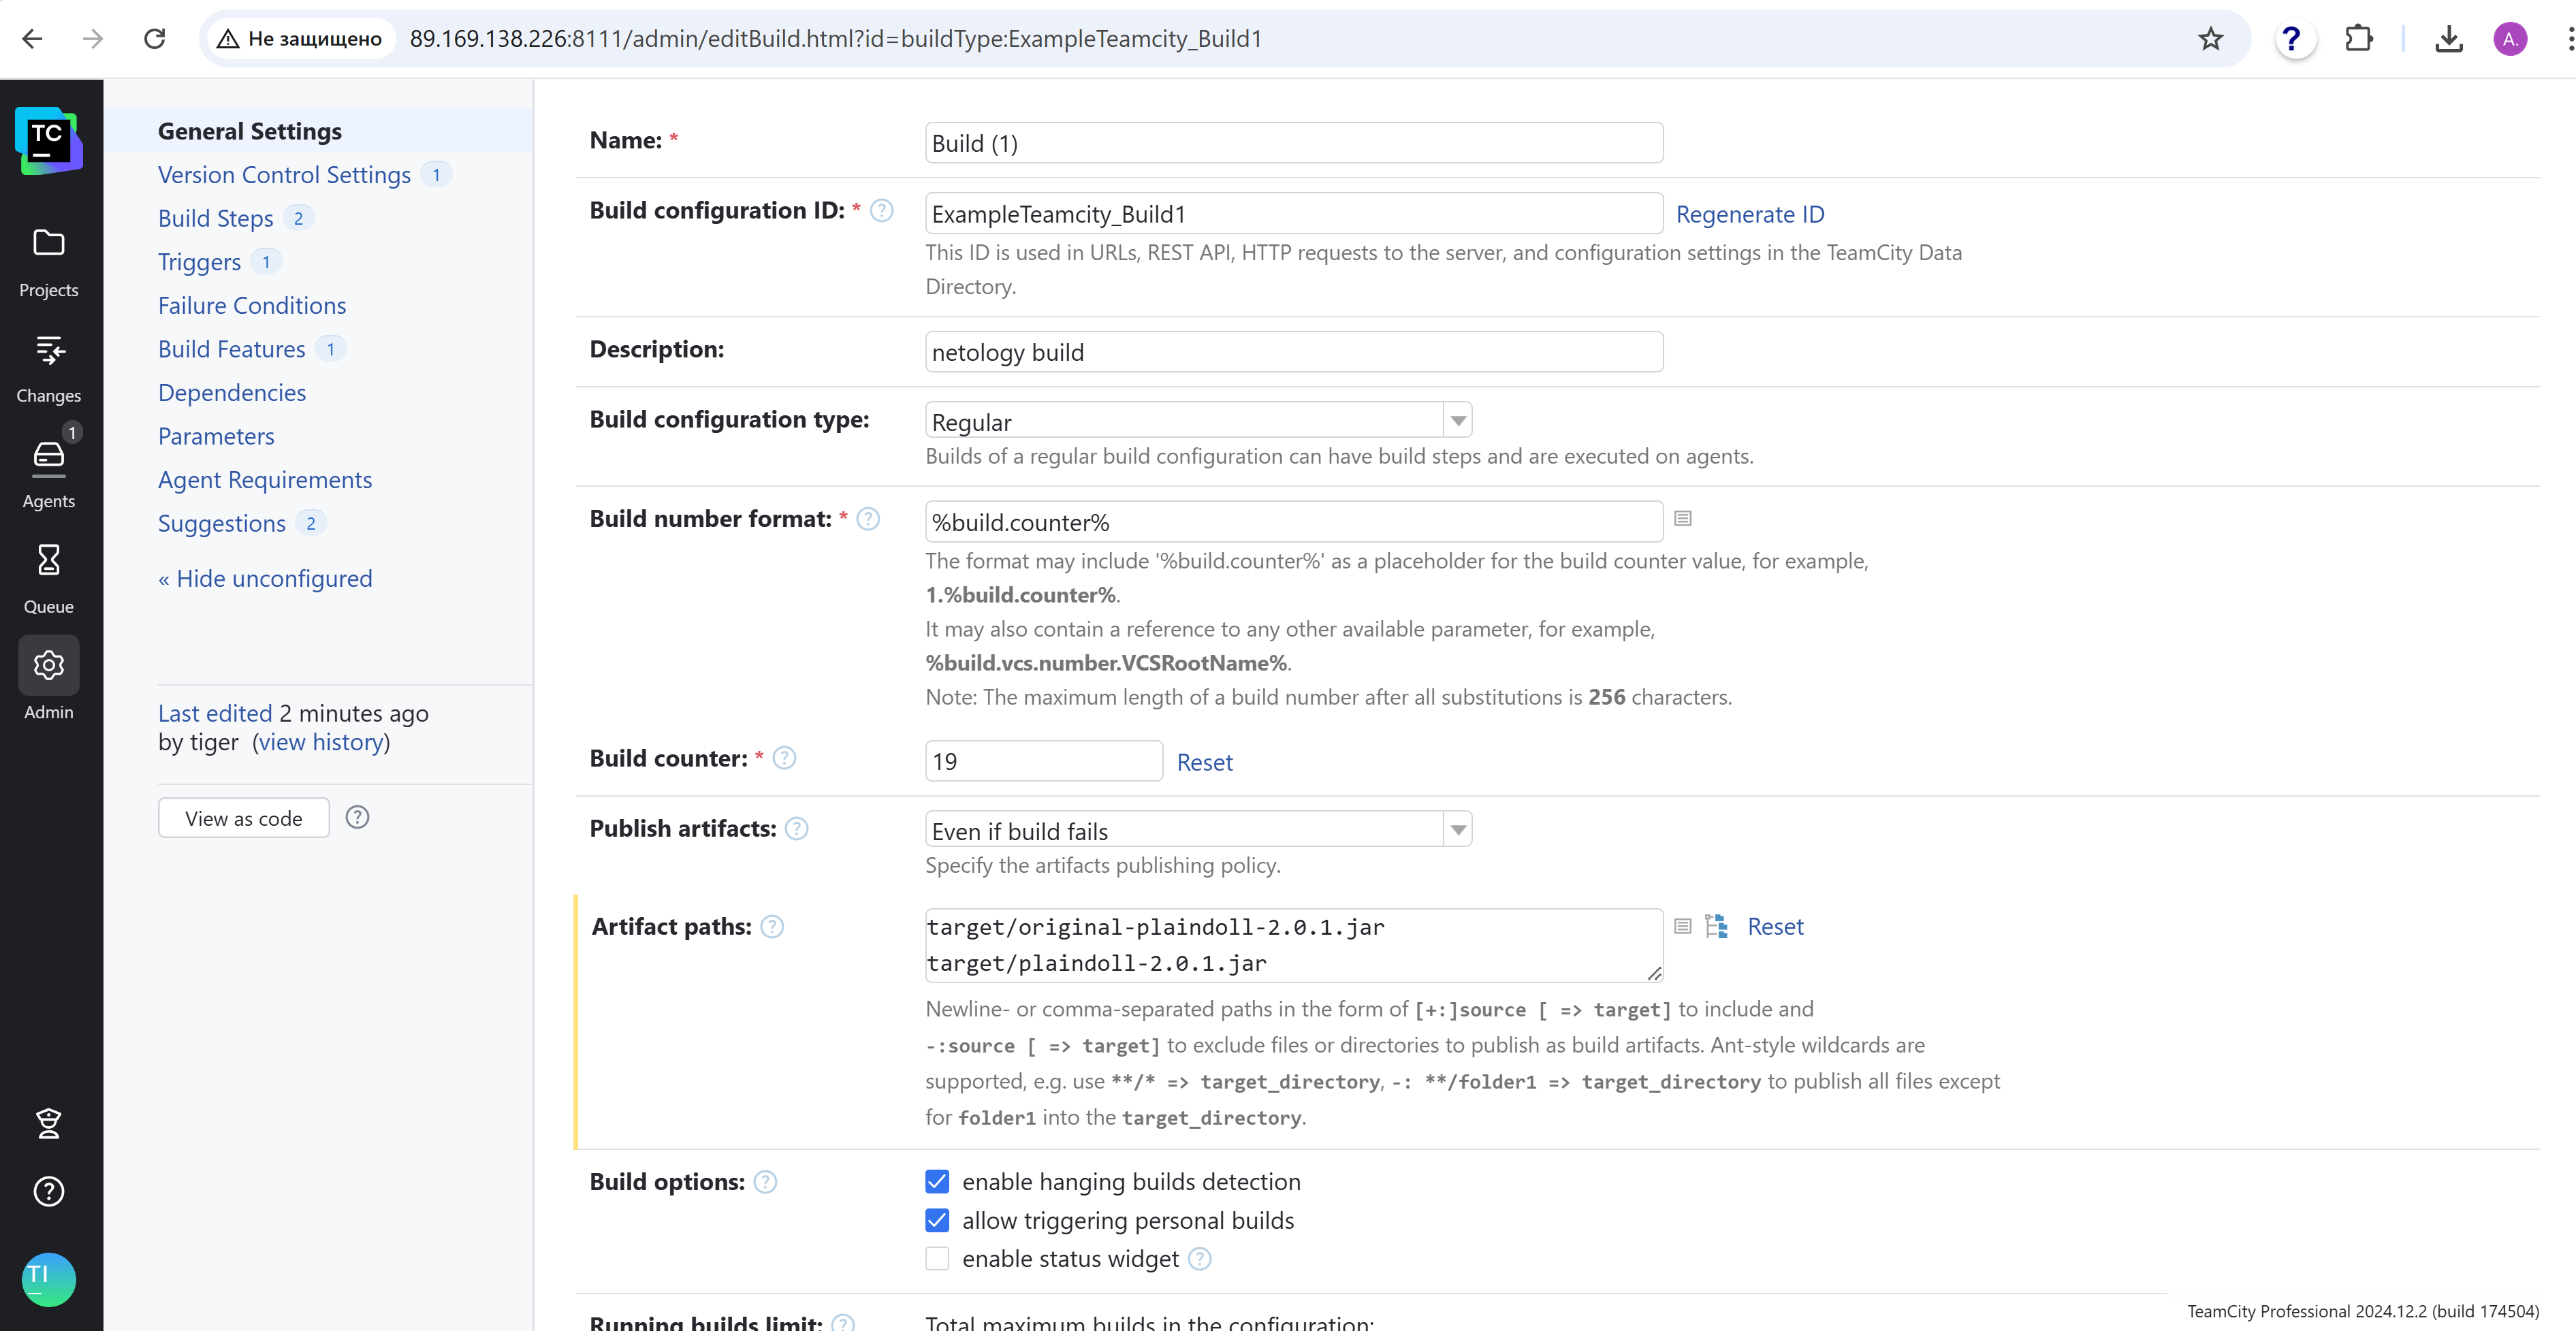 Не защищено
89.169.138.226:8111/admin/editBuild.html?id=buildType:ExampleTeamcity_Build1
?
A.
TC
Projects
Changes
1
Agents
Queue
Admin
TI
General Settings
Version Control Settings 1
Build Steps 2
Triggers 1
Failure Conditions
Build Features 1
Dependencies
Parameters
Agent Requirements
Suggestions 2
« Hide unconfigured
Last edited 2 minutes ago
by tiger (view history)
View as code ?
Name: *
Build (1)
Build configuration ID: * ?
ExampleTeamcity_Build1
Regenerate ID
This ID is used in URLs, REST API, HTTP requests to the server, and configuration settings in the TeamCity Data
Directory.
Description:
netology build
Build configuration type:
Regular
Builds of a regular build configuration can have build steps and are executed on agents.
Build number format: * ?
%build.counter%
The format may include '%build.counter%' as a placeholder for the build counter value, for example,
1.%build.counter%.
It may also contain a reference to any other available parameter, for example,
%build.vcs.number.VCSRootName%.
Note: The maximum length of a build number after all substitutions is 256 characters.
Build counter: * ?
19
Reset
Publish artifacts: ?
Even if build fails
Specify the artifacts publishing policy.
Artifact paths: ?
target/original-plaindoll-2.0.1.jar
target/plaindoll-2.0.1.jar
Reset
Newline- or comma-separated paths in the form of [+:]source [ => target] to include and
-:source [ => target] to exclude files or directories to publish as build artifacts. Ant-style wildcards are
supported, e.g. use **/* => target_directory, -: **/folder1 => target_directory to publish all files except
for folder1 into the target_directory.
Build options: ?
enable hanging builds detection
allow triggering personal builds
enable status widget ?
Running builds limit: ?
Total maximum builds in the configuration:
TeamCity Professional 2024.12.2 (build 174504)